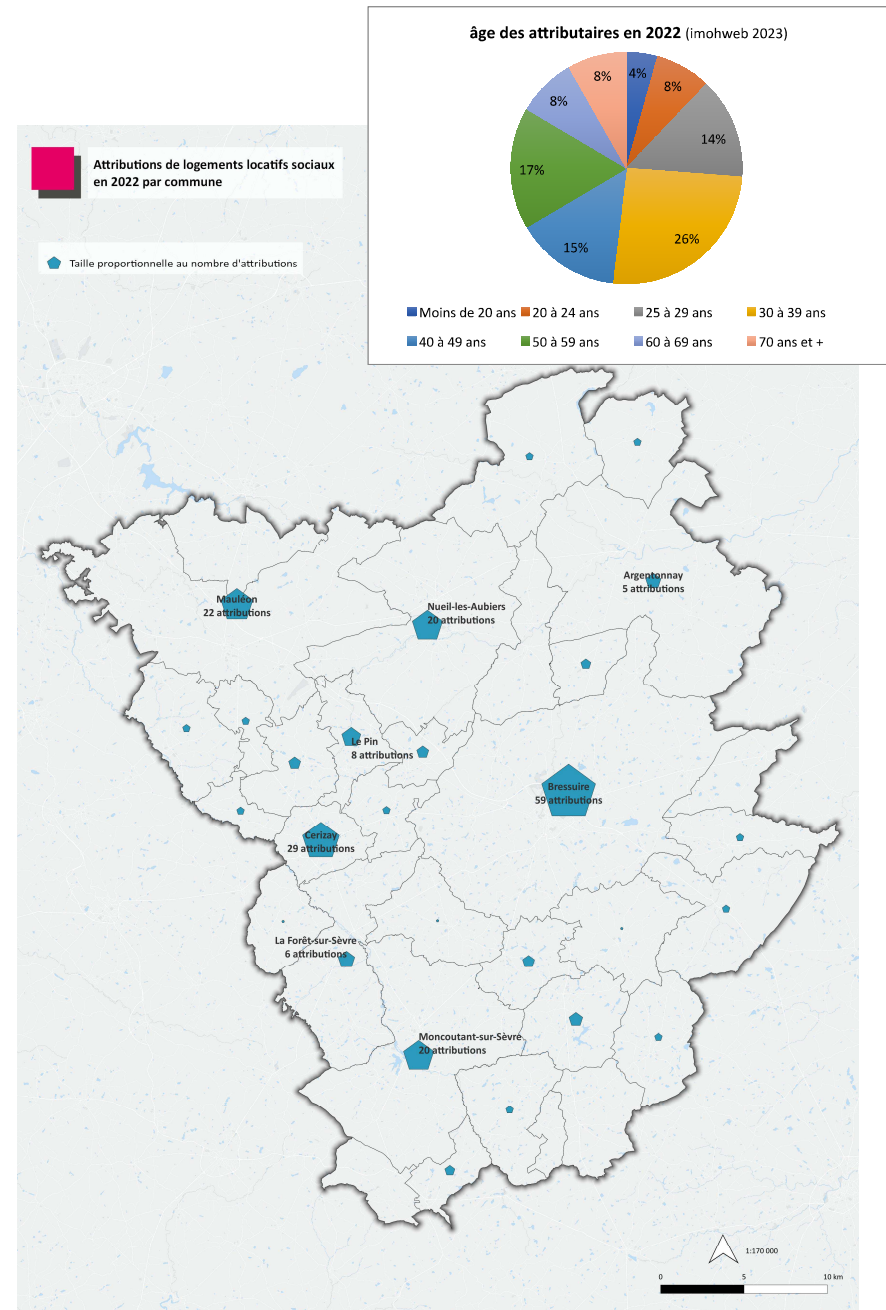 âge des attributaires en 2022 (imohweb 2023)
4%
8%
14%
26%
15%
17%
8%
8%
Moins de 20 ans
20 à 24 ans
25 à 29 ans
30 à 39 ans
40 à 49 ans
50 à 59 ans
60 à 69 ans
70 ans et +
Attributions de logements locatifs sociaux
en 2022 par commune
Taille proportionnelle au nombre d'attributions
Argentonnay
5 attributions
Mauléon
22 attributions
Nueil-les-Aubiers
20 attributions
Le Pin
8 attributions
Bressuire
59 attributions
Cerizay
29 attributions
La Forêt-sur-Sèvre
6 attributions
Moncoutant-sur-Sèvre
20 attributions
1:170 000
0 5 10 km